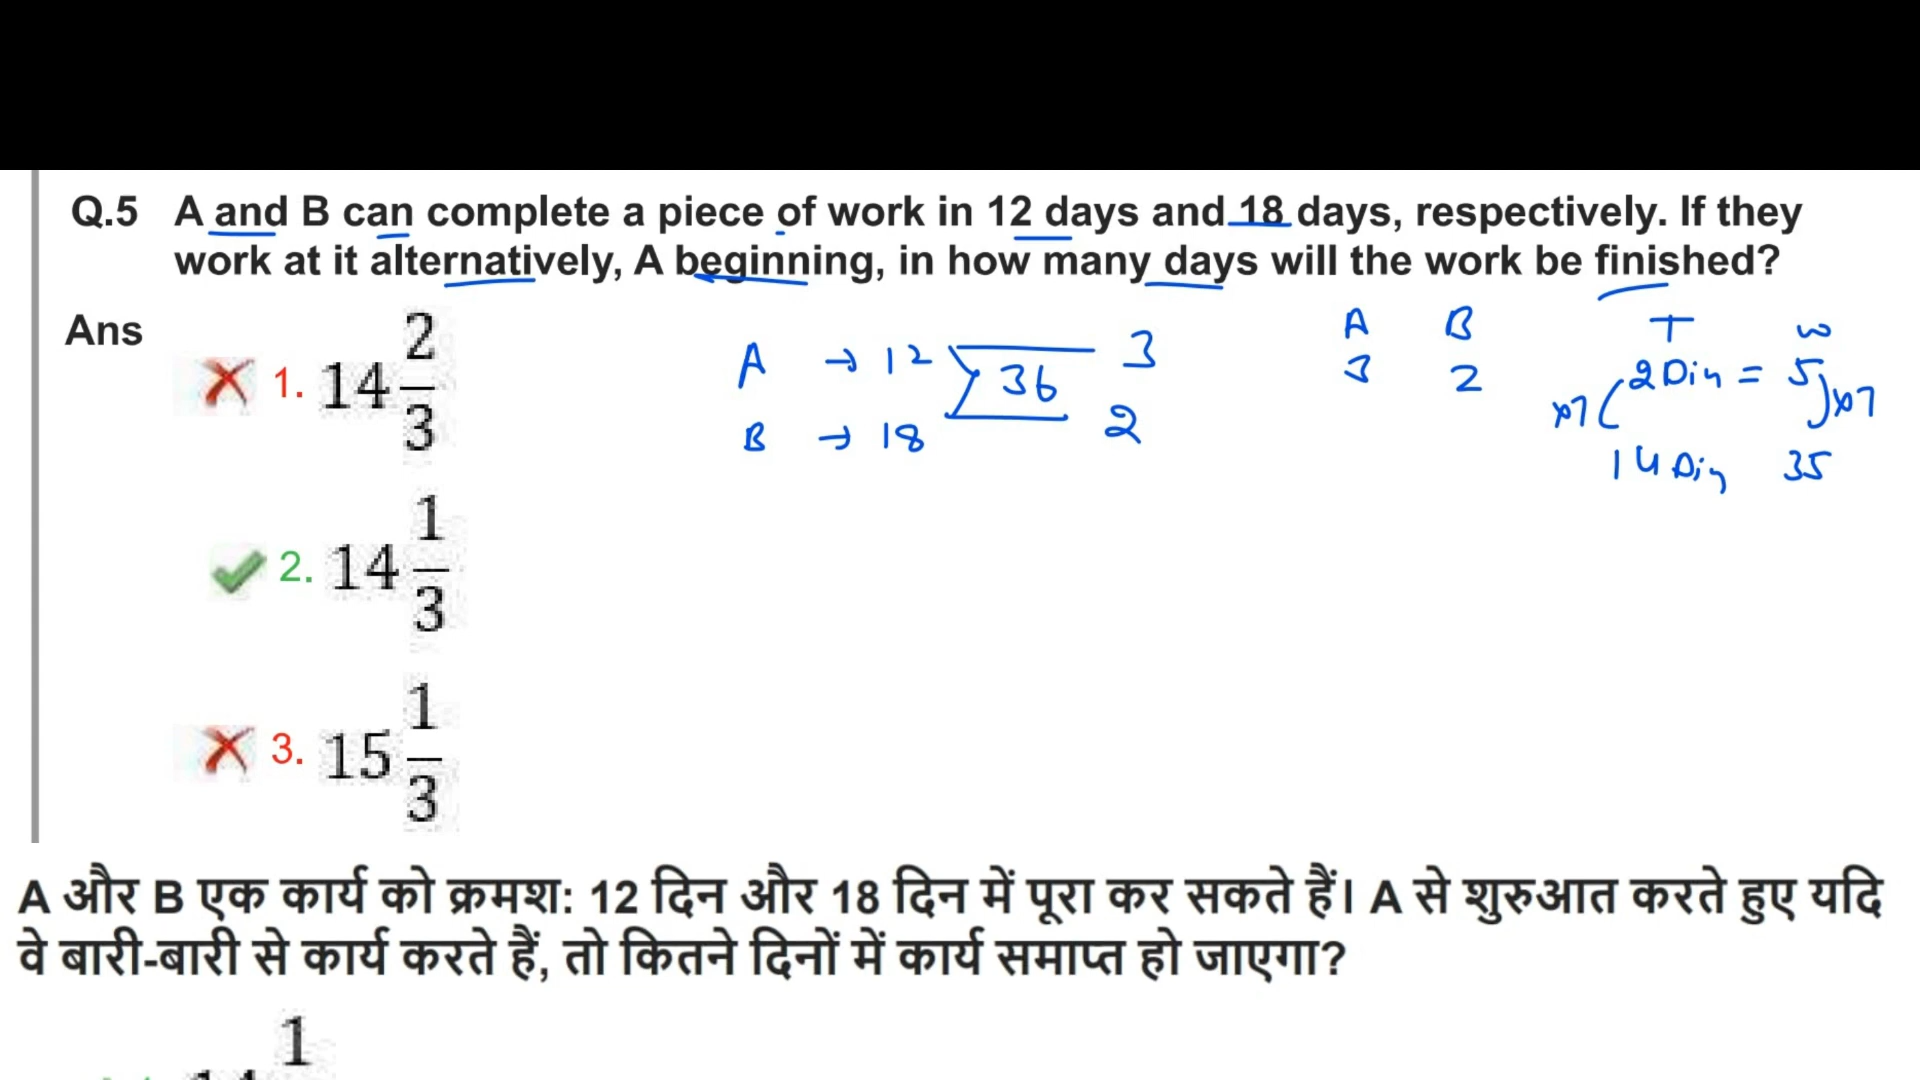 Q.5 A and B can complete a piece of work in 12 days and 18 days, respectively. If they
work at it alternatively, A beginning, in how many days will the work be finished?
Ans
1. 14 2/3
2. 14 1/3
3. 15 1/3
A → 12
B → 18
36
3
2
A B T w
3 2 2 Din = 5
x7 ( ) x7
14 Din 35
A और B एक कार्य को क्रमश: 12 दिन और 18 दिन में पूरा कर सकते हैं। A से शुरुआत करते हुए यदि
वे बारी-बारी से कार्य करते हैं, तो कितने दिनों में कार्य समाप्त हो जाएगा?
1